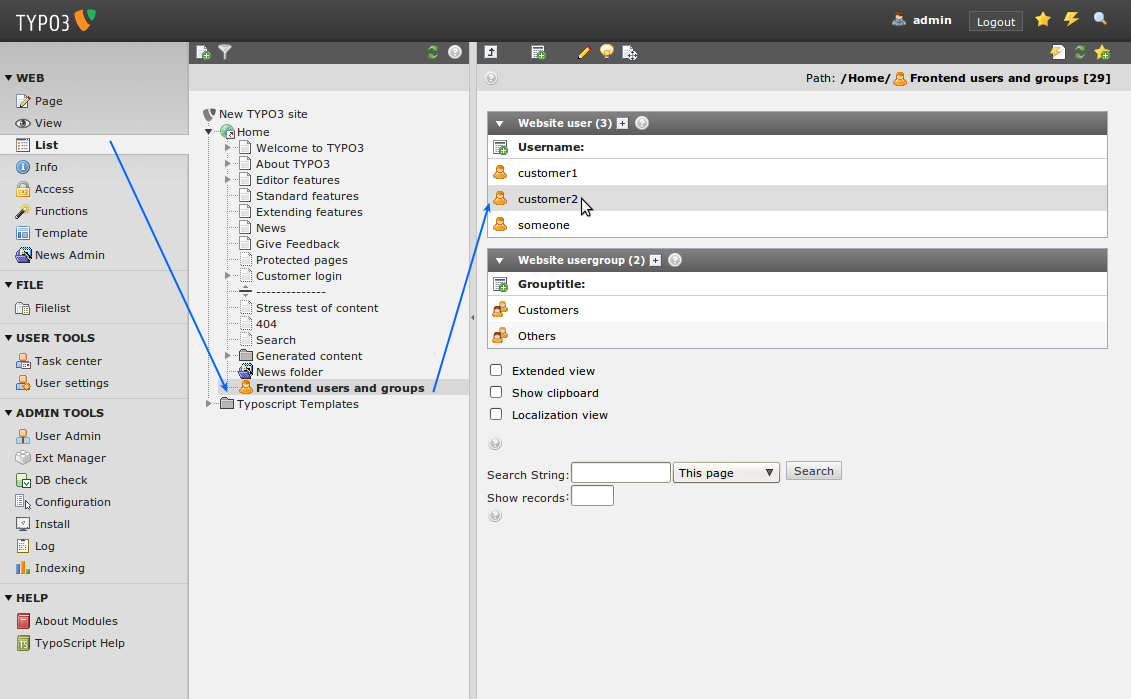 TYPO3
admin
Logout
Path: /Home/ Frontend users and groups [29]
WEB
Page
View
List
Info
Access
Functions
Template
News Admin
FILE
Filelist
USER TOOLS
Task center
User settings
ADMIN TOOLS
User Admin
Ext Manager
DB check
Configuration
Install
Log
Indexing
HELP
About Modules
TypoScript Help
New TYPO3 site
Home
Welcome to TYPO3
About TYPO3
Editor features
Standard features
Extending features
News
Give Feedback
Protected pages
Customer login
--------------
Stress test of content
404
Search
Generated content
News folder
Frontend users and groups
Typoscript Templates
Website user (3)
Username:
customer1
customer2
someone
Website usergroup (2)
Grouptitle:
Customers
Others
Extended view
Show clipboard
Localization view
Search String: This page Search
Show records: